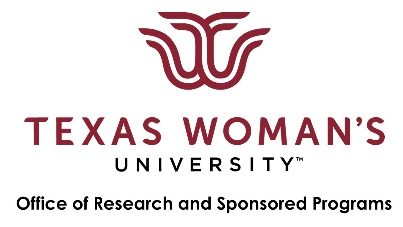 TEXAS WOMAN'S
UNIVERSITY™
Office of Research and Sponsored Programs